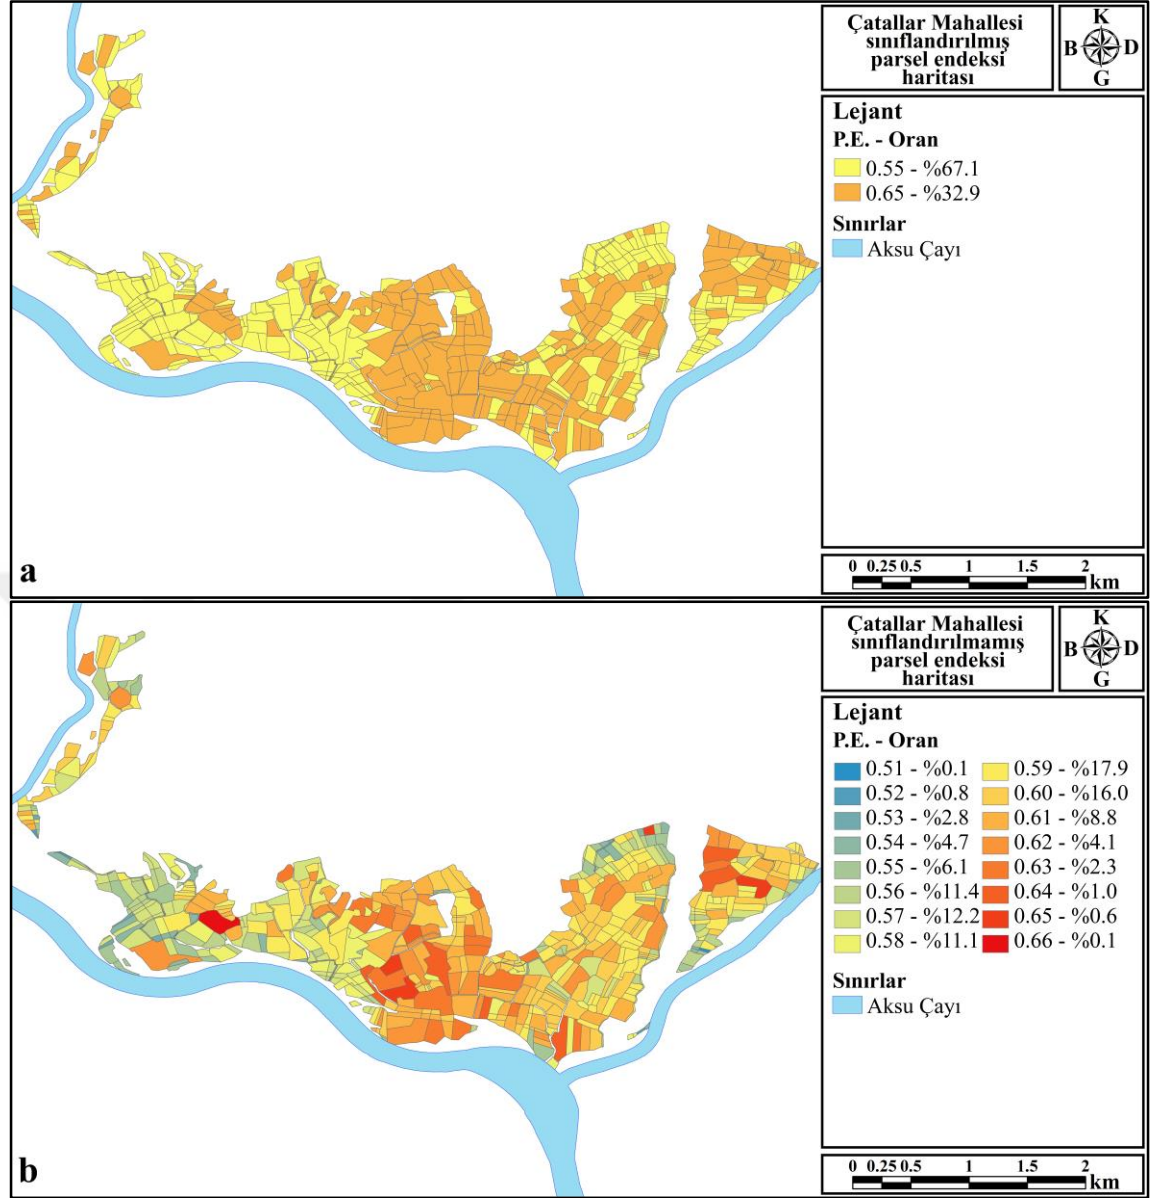 Çatallar Mahallesi
sınıflandırılmış
parsel endeksi
haritası
K
B D
G
Lejant
P.E. - Oran
0.55 - %67.1
0.65 - %32.9
Sınırlar
Aksu Çayı
a
0 0.25 0.5 1 1.5 2
km
Çatallar Mahallesi
sınıflandırılmamış
parsel endeksi
haritası
K
B D
G
Lejant
P.E. - Oran
0.51 - %0.1 0.59 - %17.9
0.52 - %0.8 0.60 - %16.0
0.53 - %2.8 0.61 - %8.8
0.54 - %4.7 0.62 - %4.1
0.55 - %6.1 0.63 - %2.3
0.56 - %11.4 0.64 - %1.0
0.57 - %12.2 0.65 - %0.6
0.58 - %11.1 0.66 - %0.1
Sınırlar
Aksu Çayı
b
0 0.25 0.5 1 1.5 2
km